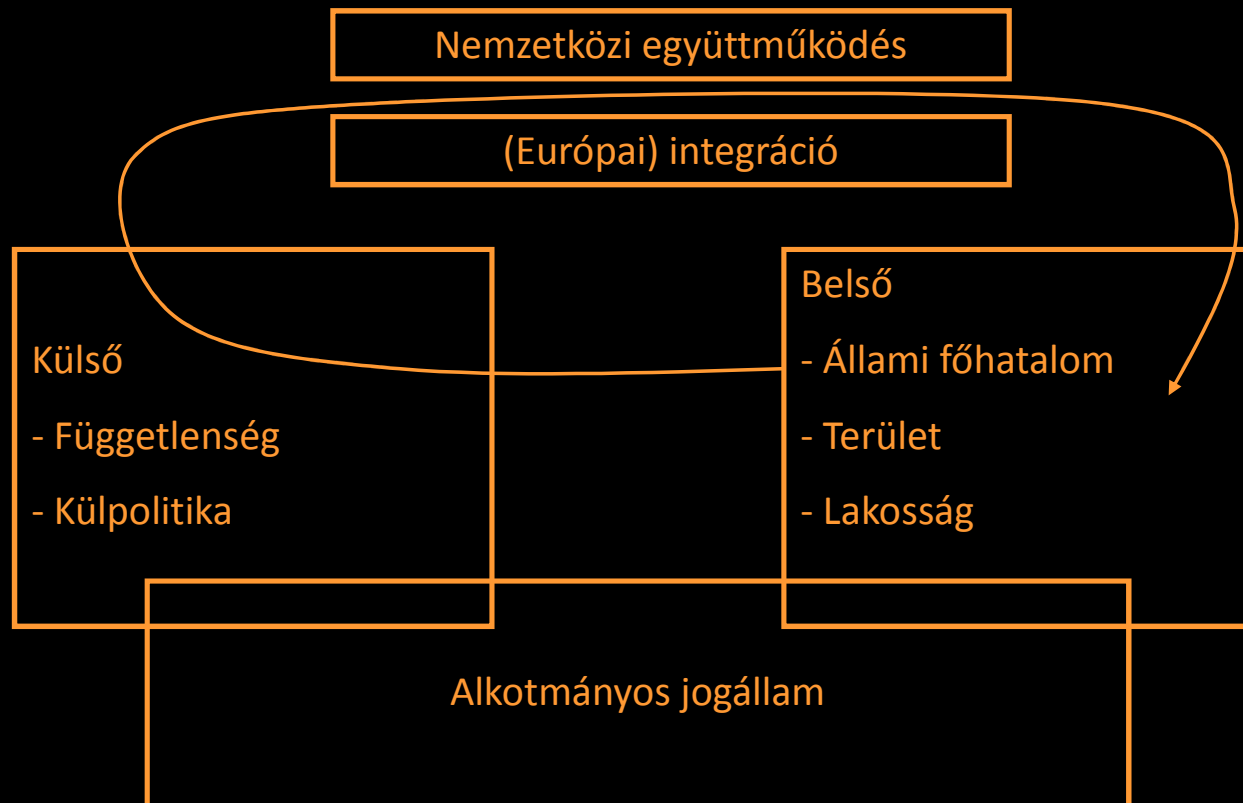 Nemzetközi együttműködés
(Európai) integráció
Külső
- Függetlenség
- Külpolitika
Belső
- Állami főhatalom
- Terület
- Lakosság
Alkotmányos jogállam